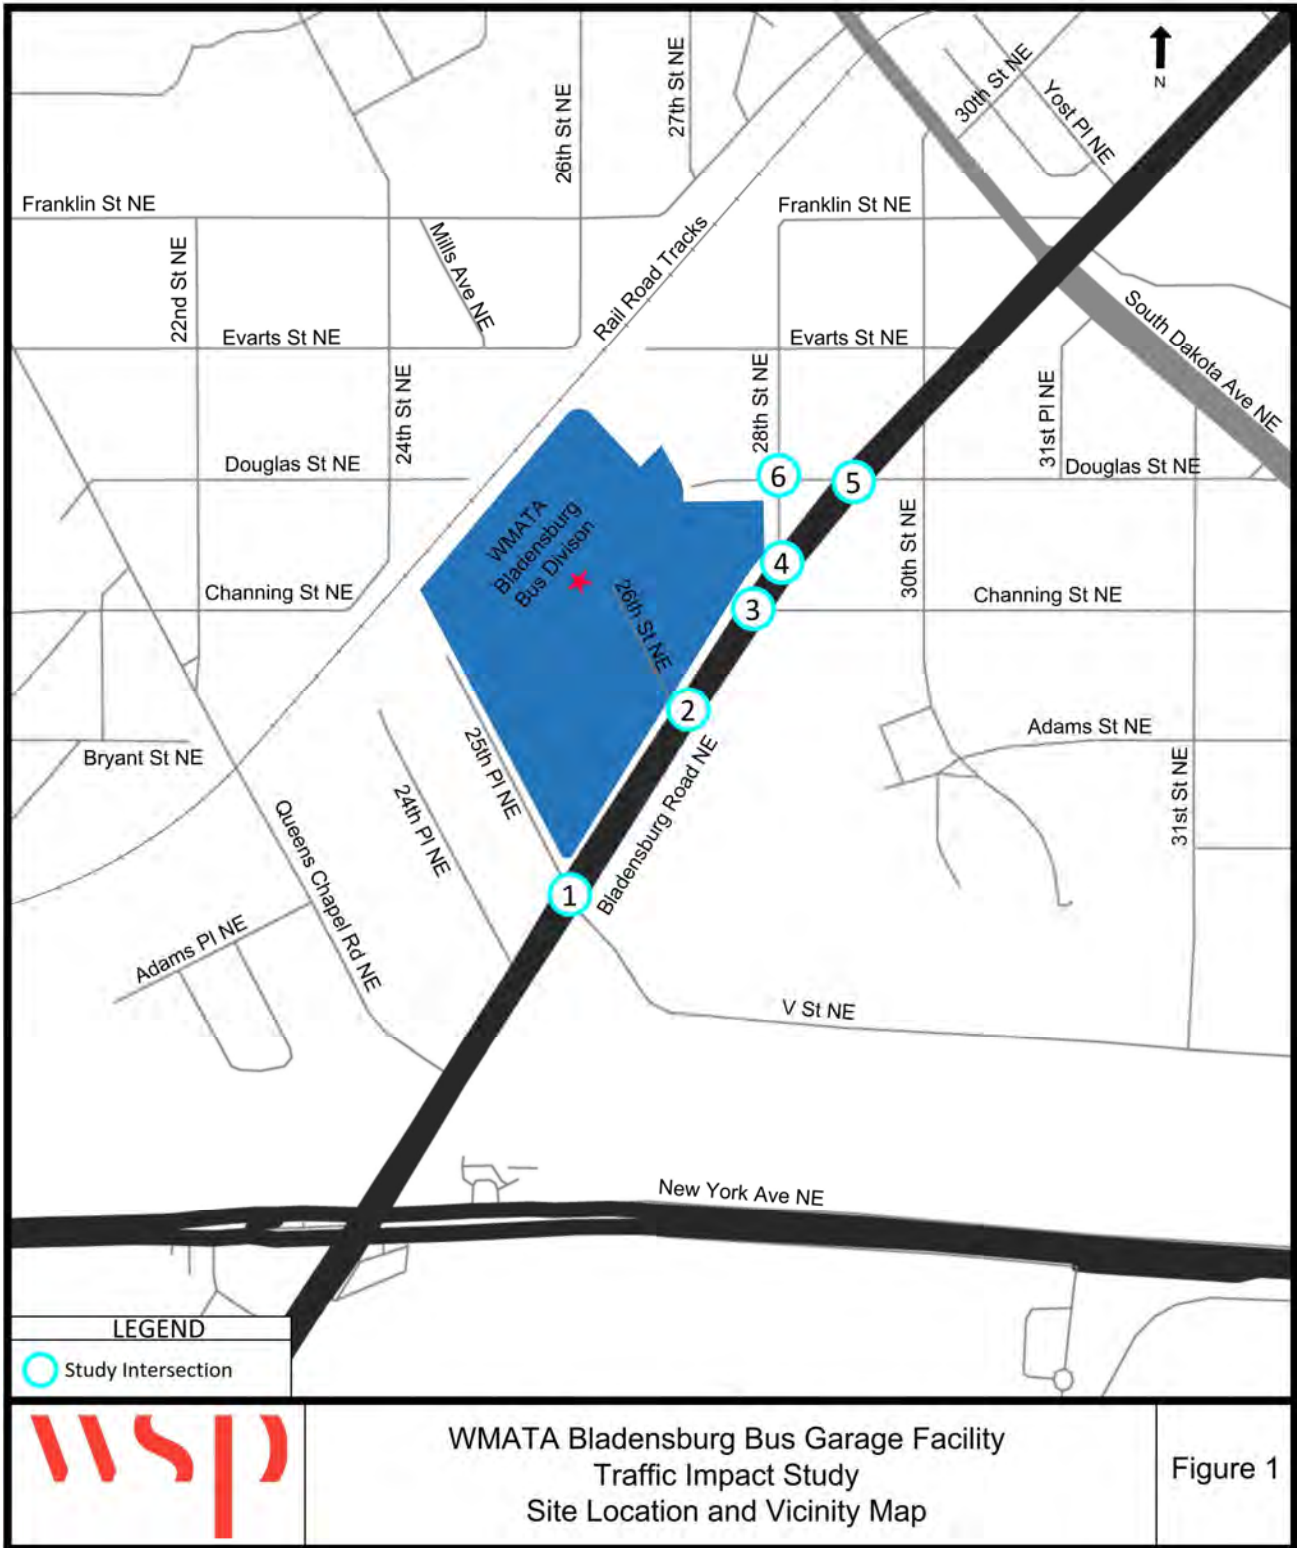 27th St NE
26th St NE
30th St NE
Yost Pl NE
N
Franklin St NE
Franklin St NE
22nd St NE
Mills Ave NE
Rail Road Tracks
South Dakota Ave NE
Evarts St NE
Evarts St NE
24th St NE
28th St NE
31st Pl NE
Douglas St NE
Douglas St NE
6
5
WMATA
Bladensburg
Bus Divison
30th St NE
4
26th St NE
Channing St NE
3
Channing St NE
2
Adams St NE
Bryant St NE
25th Pl NE
31st St NE
24th Pl NE
Queens Chapel Rd NE
Bladensburg Road NE
1
Adams Pl NE
V St NE
New York Ave NE
LEGEND
Study Intersection
wsp
WMATA Bladensburg Bus Garage Facility
Traffic Impact Study
Site Location and Vicinity Map
Figure 1